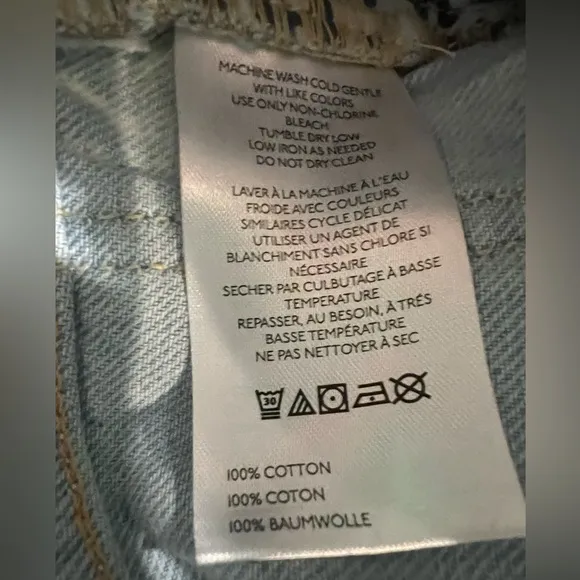 MACHINE WASH COLD GENTLE
WITH LIKE COLORS
USE ONLY NON-CHLORINE
BLEACH
TUMBLE DRY LOW
LOW IRON AS NEEDED
DO NOT DRY CLEAN
LAVER À LA MACHINE À L'EAU
FROIDE AVEC COULEURS
SIMILAIRES CYCLE DÉLICAT
UTILISER UN AGENT DE
BLANCHIMENT SANS CHLORE SI
NÉCESSAIRE
SECHER PAR CULBUTAGE À BASSE
TEMPERATURE
REPASSER, AU BESOIN, À TRÉS
BASSE TEMPÉRATURE
NE PAS NETTOYER À SEC
30
100% COTTON
100% COTON
100% BAUMWOLLE